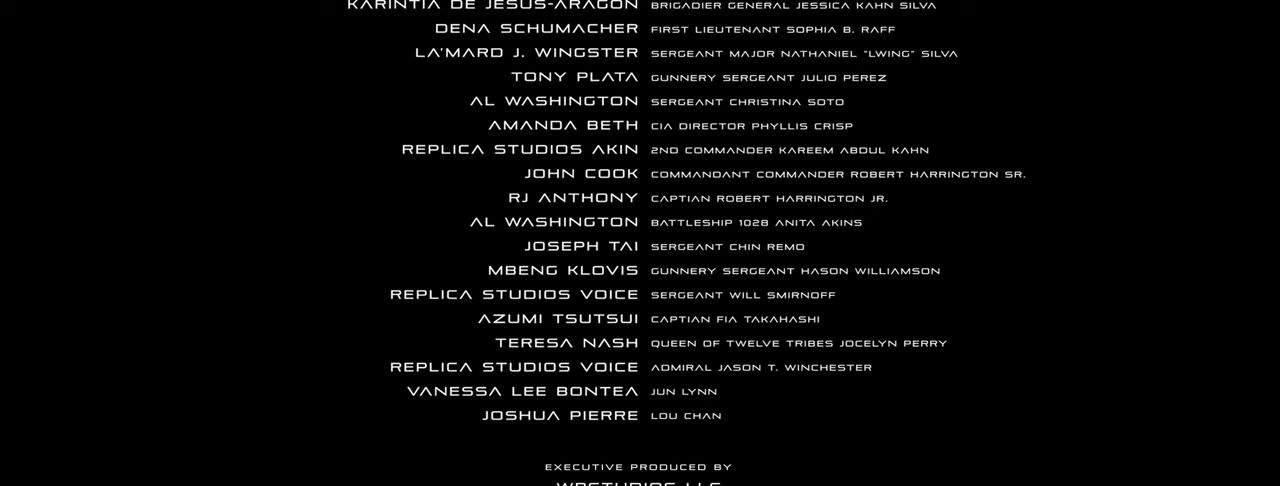 KARINTIA DE JESUS-ARAGON BRIGADIER GENERAL JESSICA KAHN SILVA
DENA SCHUMACHER FIRST LIEUTENANT SOPHIA B. RAFF
LA'MARD J. WINGSTER SERGEANT MAJOR NATHANIEL "LWING" SILVA
TONY PLATA GUNNERY SERGEANT JULIO PEREZ
AL WASHINGTON SERGEANT CHRISTINA SOTO
AMANDA BETH CIA DIRECTOR PHYLLIS CRISP
REPLICA STUDIOS AKIN 2ND COMMANDER KAREEM ABDUL KAHN
JOHN COOK COMMANDANT COMMANDER ROBERT HARRINGTON SR.
RJ ANTHONY CAPTIAN ROBERT HARRINGTON JR.
AL WASHINGTON BATTLESHIP 1028 ANITA AKINS
JOSEPH TAI SERGEANT CHIN REMO
MBENG KLOVIS GUNNERY SERGEANT HASON WILLIAMSON
REPLICA STUDIOS VOICE SERGEANT WILL SMIRNOFF
AZUMI TSUTSUI CAPTIAN FIA TAKAHASHI
TERESA NASH QUEEN OF TWELVE TRIBES JOCELYN PERRY
REPLICA STUDIOS VOICE ADMIRAL JASON T. WINCHESTER
VANESSA LEE BONTEA JUN LYNN
JOSHUA PIERRE LOU CHAN
EXECUTIVE PRODUCED BY